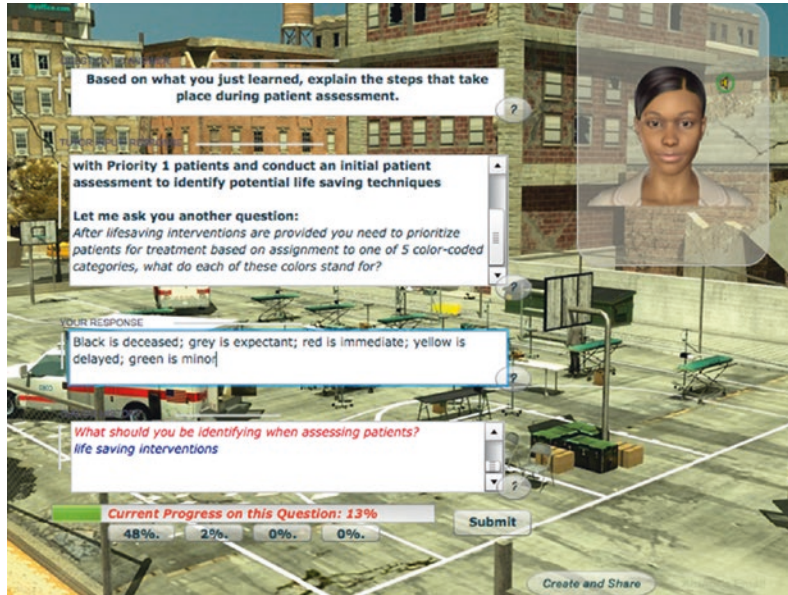 Based on what you just learned, explain the steps that take
place during patient assessment.
?
with Priority 1 patients and conduct an initial patient
assessment to identify potential life saving techniques
Let me ask you another question:
After lifesaving interventions are provided you need to prioritize
patients for treatment based on assignment to one of 5 color-coded
categories, what do each of these colors stand for?
?
YOUR RESPONSE
Black is deceased; grey is expectant; red is immediate; yellow is
delayed; green is minor
?
What should you be identifying when assessing patients?
life saving interventions
?
Current Progress on this Question: 13%
48%. 2%. 0%. 0%.
Submit
Create and Share